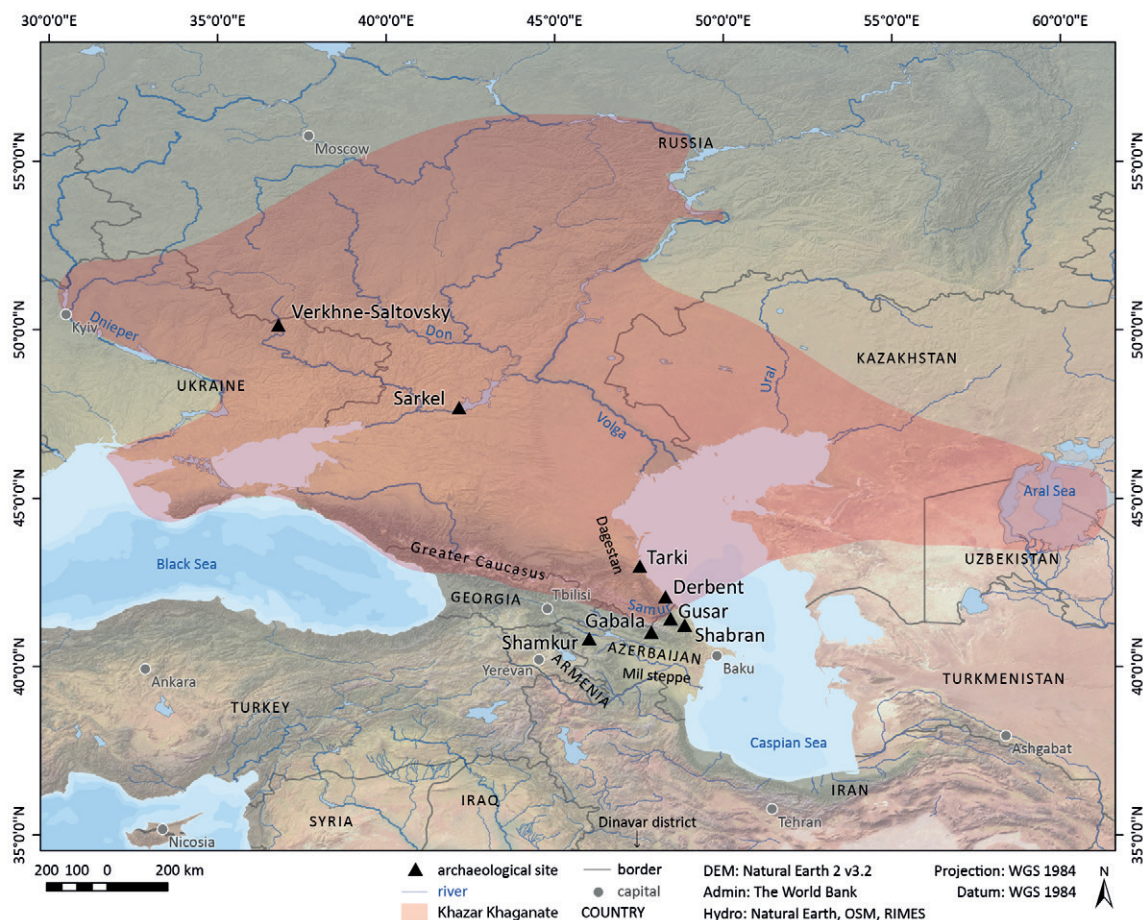 30°0'0"E 35°0'0"E 40°0'0"E 45°0'0"E 50°0'0"E 55°0'0"E 60°0'0"E
55°0'0"N
50°0'0"N
45°0'0"N
40°0'0"N
35°0'0"N
55°0'0"N
50°0'0"N
45°0'0"N
40°0'0"N
35°0'0"N
Moscow
RUSSIA
Verkhne-Saltovsky
Kyiv
Dnieper
Don
KAZAKHSTAN
UKRAINE
Ural
Sarkel
Volga
Aral Sea
Dagestan
UZBEKISTAN
Black Sea
Greater Caucasus
Tarki
Derbent
GEORGIA
Tbilisi
Samur
Gusar
Gabala
Shabran
Shamkur
AZERBAIJAN
Yerevan
Baku
ARMENIA
Mil steppe
Ankara
TURKMENISTAN
TURKEY
Caspian Sea
Ashgabat
IRAN
IRAQ
Tehran
SYRIA
Dinavar district
Nicosia
200 100 0 200 km
archaeological site
river
Khazar Khaganate
border
capital
COUNTRY
DEM: Natural Earth 2 v3.2
Admin: The World Bank
Hydro: Natural Earth, OSM, RIMES
Projection: WGS 1984
Datum: WGS 1984
N